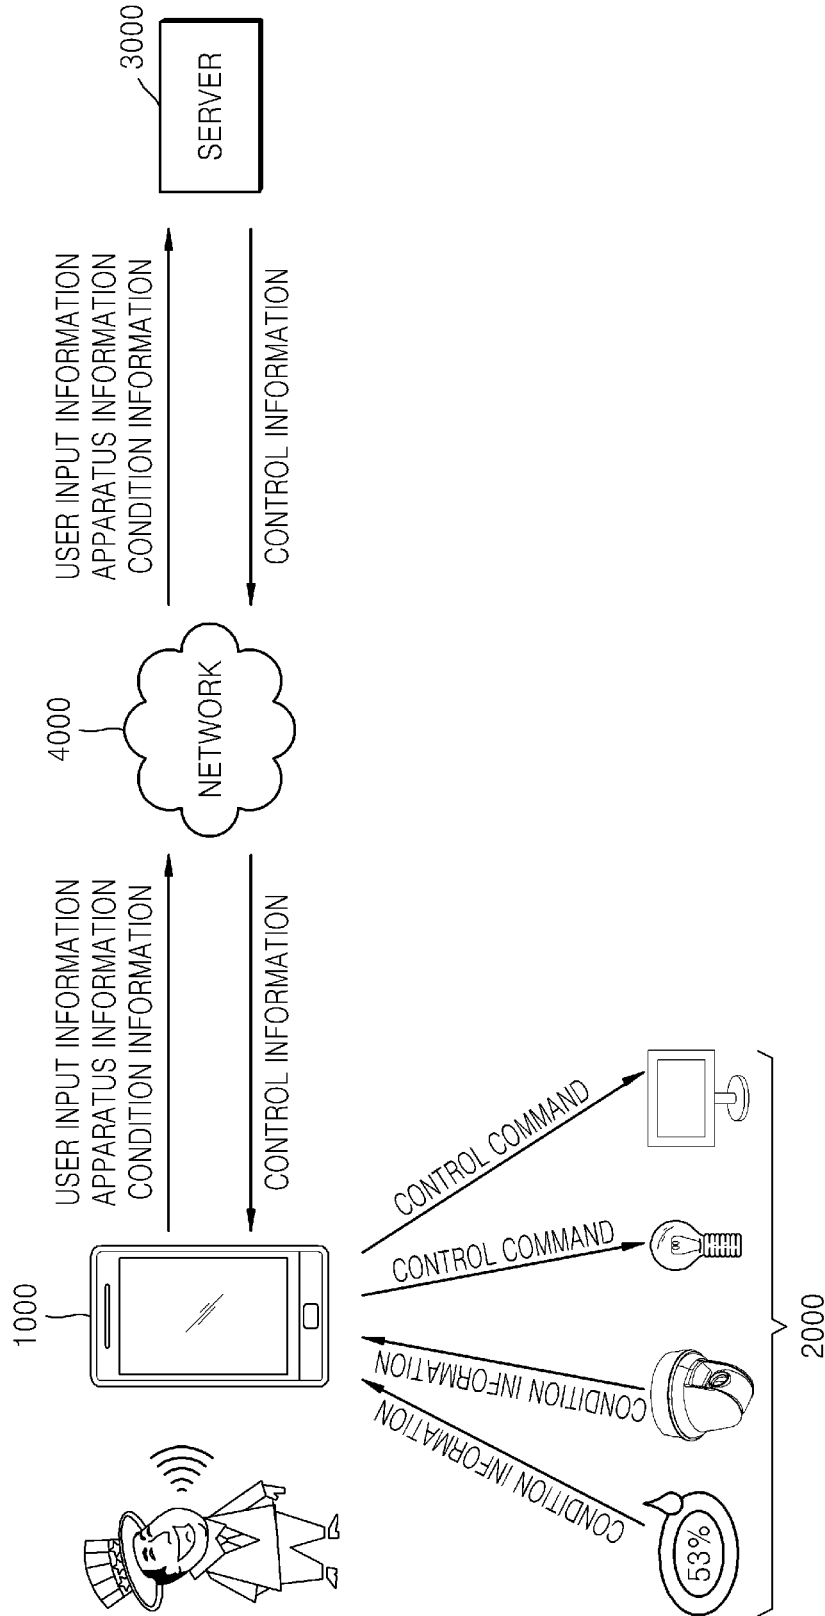 1000
USER INPUT INFORMATION
APPARATUS INFORMATION
CONDITION INFORMATION
CONTROL INFORMATION
4000
NETWORK
USER INPUT INFORMATION
APPARATUS INFORMATION
CONDITION INFORMATION
CONTROL INFORMATION
3000
SERVER
CONDITION INFORMATION
CONDITION INFORMATION
CONTROL COMMAND
CONTROL COMMAND
53%
2000